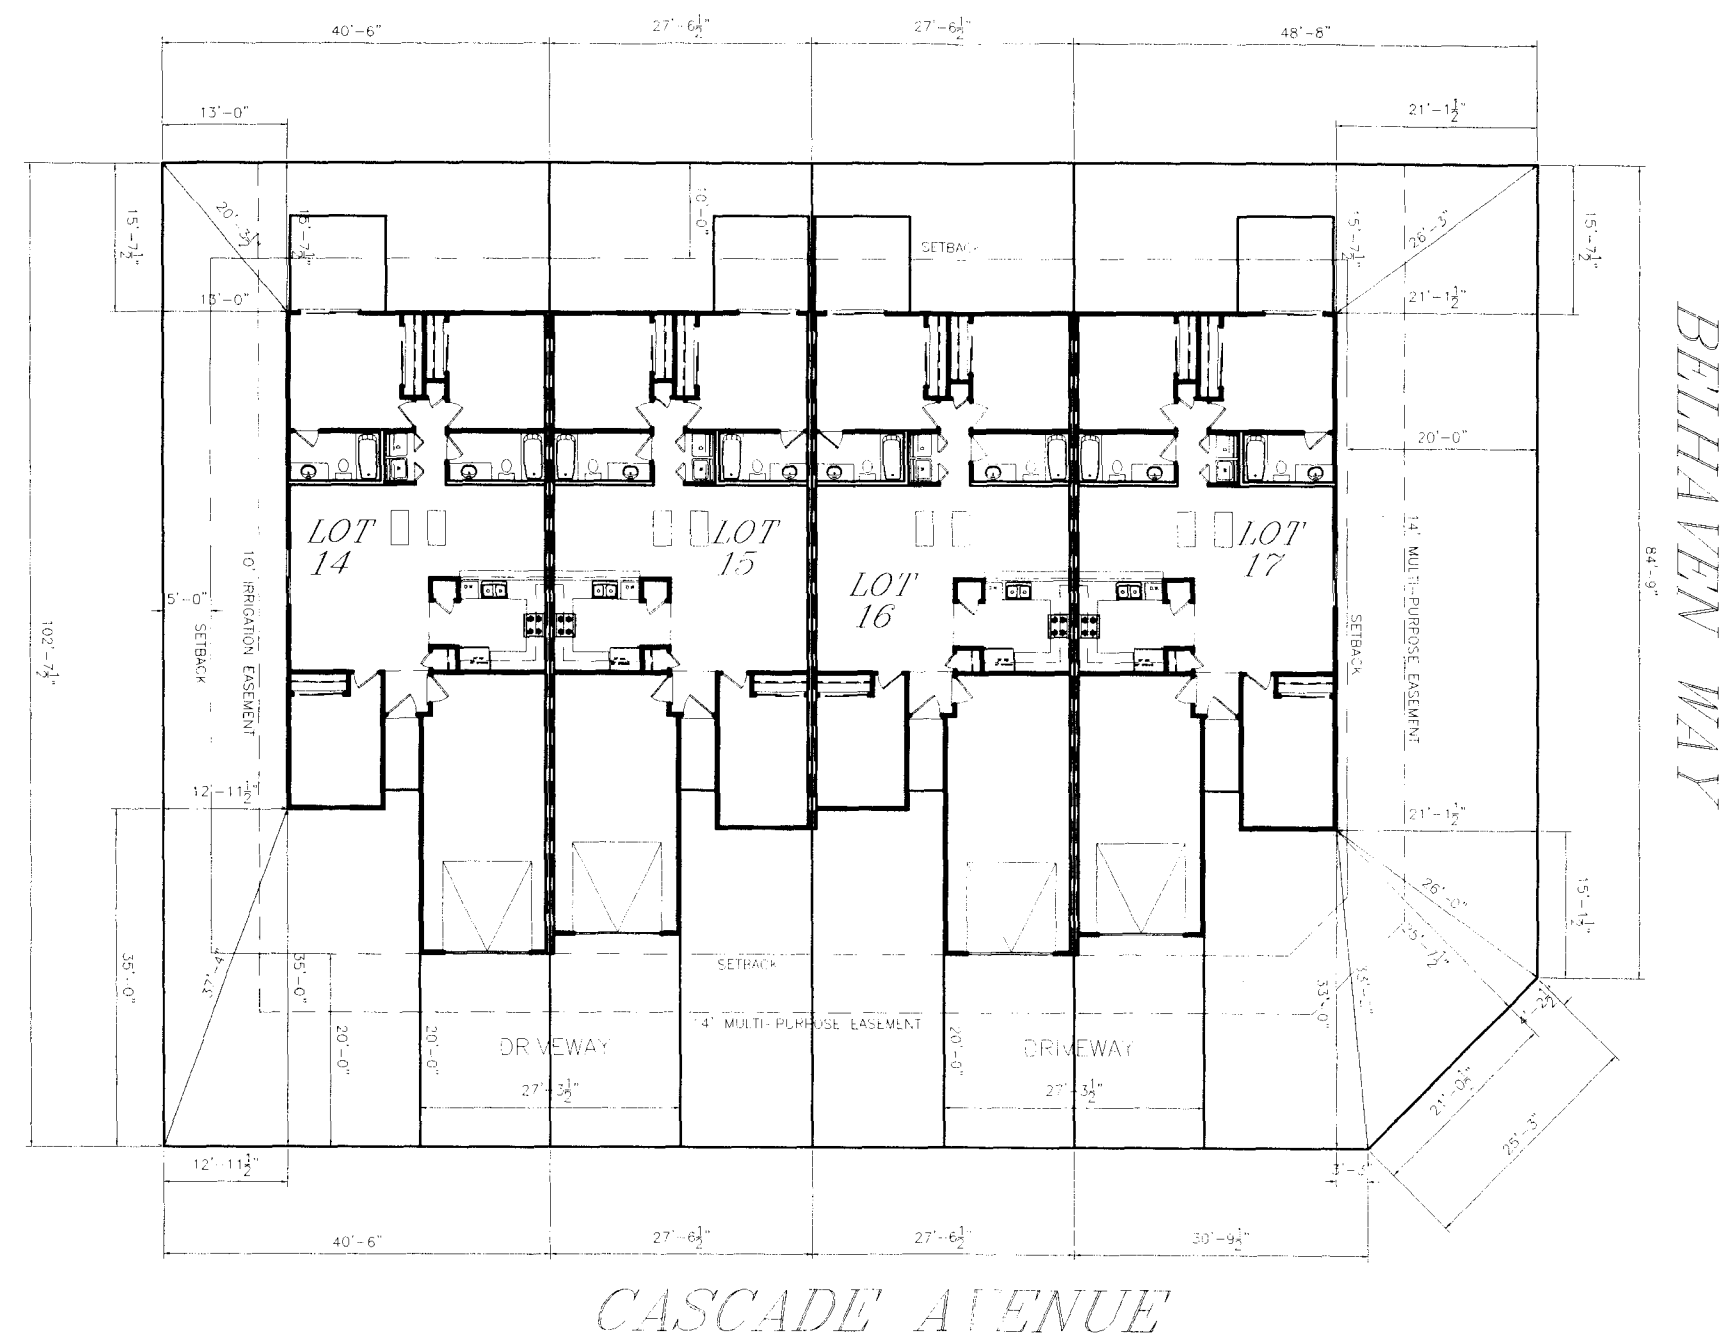 40'-6"
27'-6½"
27'-6½"
48'-8"
13'-0"
21'-1½"
15'-7½"
20'-3½"
15'-7½"
10'-0"
SETBACK
15'-7½"
26'-3"
15'-7½"
13'-0"
21'-1½"
20'-0"
LOT
14
LOT
15
LOT
16
LOT
17
10' IRRIGATION EASEMENT
5'-0"
SETBACK
102'-7½"
SETBACK
14' MULTI-PURPOSE EASEMENT
84'-9"
BELHAVEN WAY
12'-11½"
21'-1½"
26'-0"
15'-1½"
37'-4"
35'-0"
35'-0"
SETBACK
33'-0"
4'-2½"
14' MULTI-PURPOSE EASEMENT
20'-0"
20'-0"
DRIVEWAY
20'-0"
DRIVEWAY
27'-3½"
27'-3½"
21'-0½"
25'-3"
12'-11½"
40'-6"
27'-6½"
27'-6½"
30'-9½"
CASCADE AVENUE